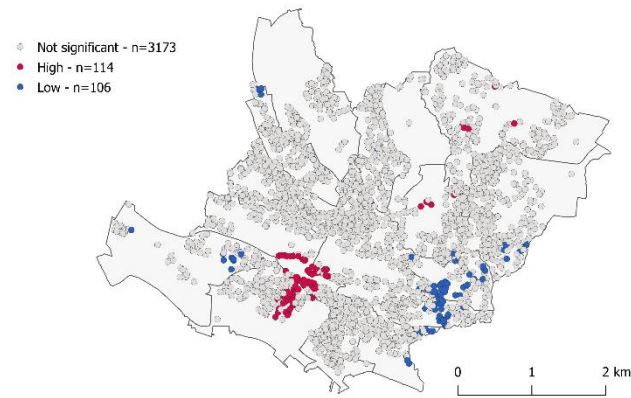 Not significant - n=3173
High - n=114
Low - n=106
0 1 2 km